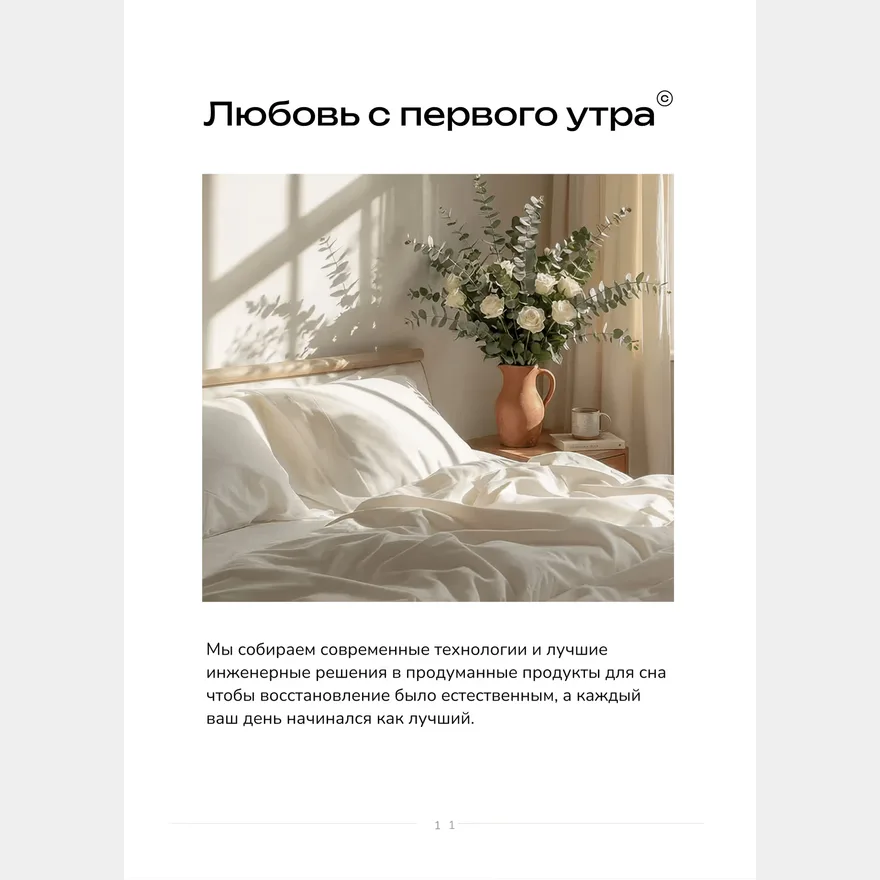 Любовь с первого утра©
Мы собираем современные технологии и лучшие
инженерные решения в продуманные продукты для сна
чтобы восстановление было естественным, а каждый
ваш день начинался как лучший.
1 1